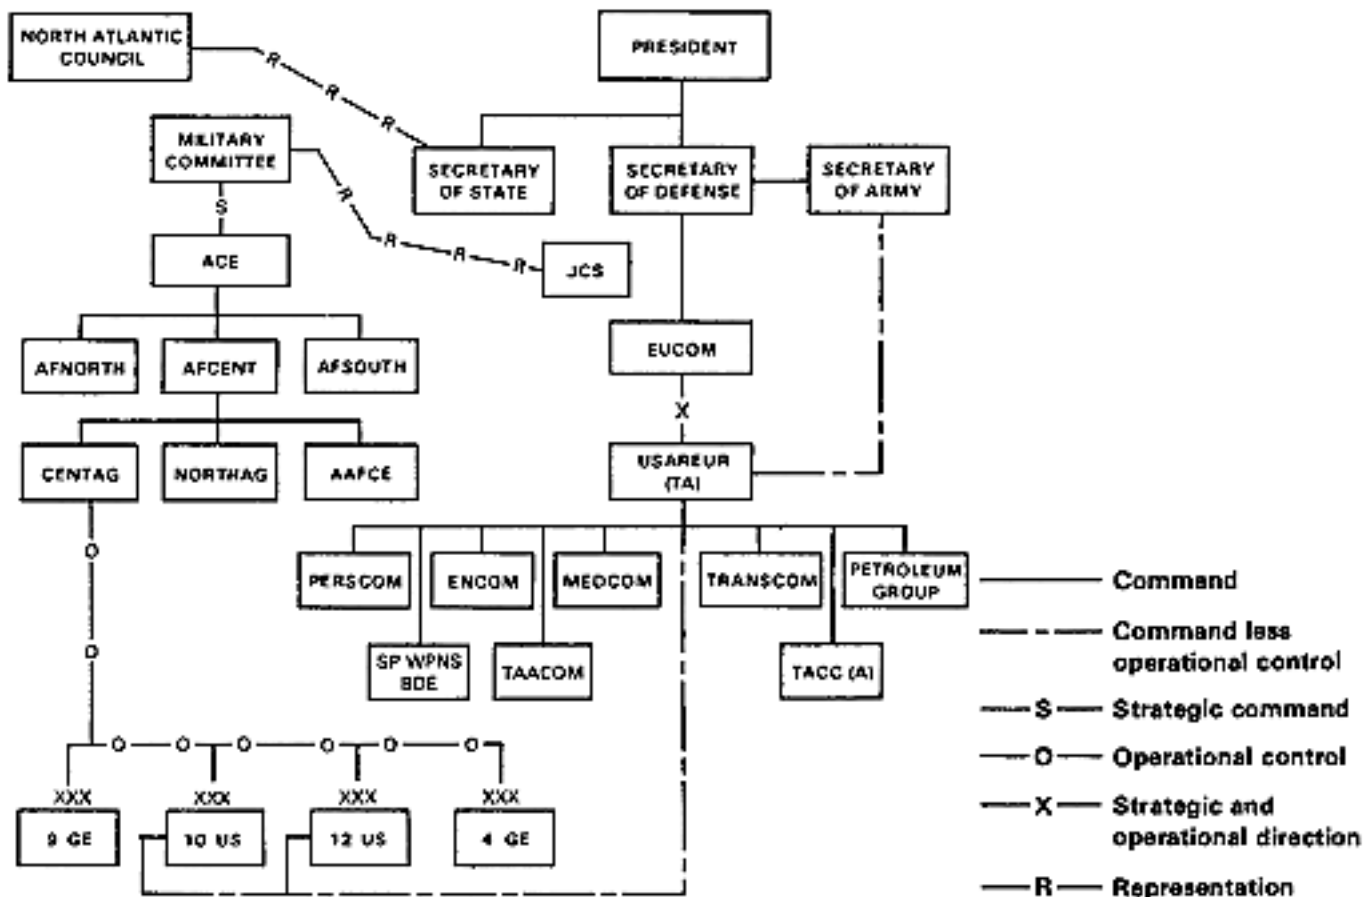 NORTH ATLANTIC
COUNCIL
PRESIDENT
MILITARY
COMMITTEE
SECRETARY
OF STATE
SECRETARY
OF DEFENSE
SECRETARY
OF ARMY
R
R
R
S
R
R
R
R
ACE
JCS
AFNORTH
AFCENT
AFSOUTH
EUCOM
X
CENTAG
NORTHAG
AAFCE
USAREUR
(TA)
O
O
PERSCOM
ENCOM
MEDCOM
TRANSCOM
PETROLEUM
GROUP
SP WPNS
BDE
TAACOM
TACC (A)
O O O O O O
XXX XXX XXX XXX
9 GE
10 US
12 US
4 GE
Command
Command less
operational control
S Strategic command
O Operational control
X Strategic and
operational direction
R Representation